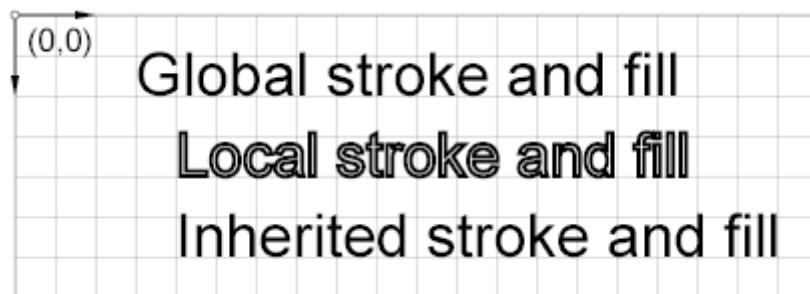 (0,0)
Global stroke and fill
Local stroke and fill
Inherited stroke and fill